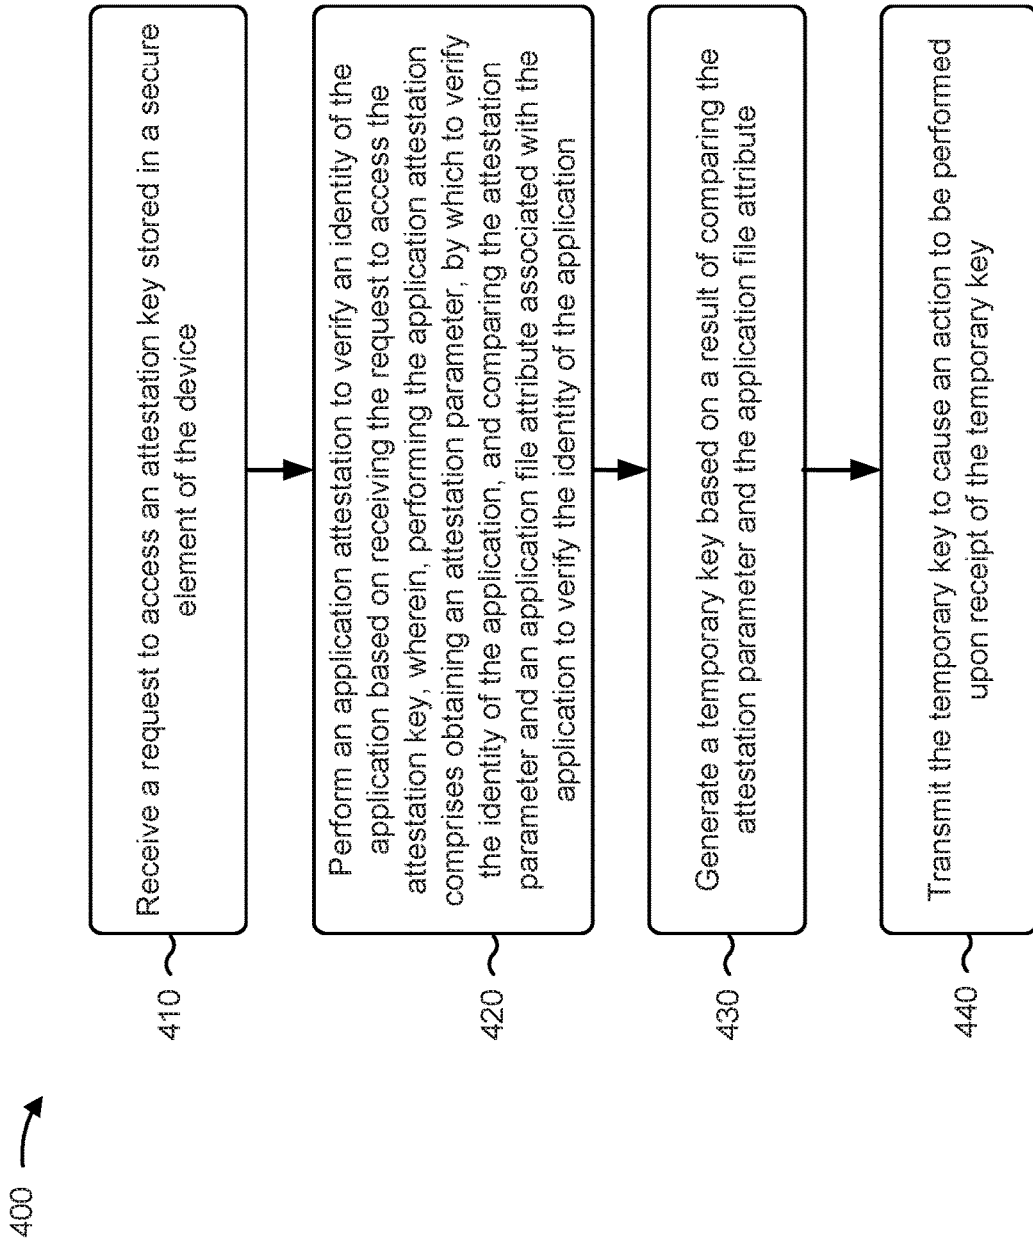 400
410
Receive a request to access an attestation key stored in a secure
element of the device
420
Perform an application attestation to verify an identity of the
application based on receiving the request to access the
attestation key, wherein, performing the application attestation
comprises obtaining an attestation parameter, by which to verify
the identity of the application, and comparing the attestation
parameter and an application file attribute associated with the
application to verify the identity of the application
430
Generate a temporary key based on a result of comparing the
attestation parameter and the application file attribute
440
Transmit the temporary key to cause an action to be performed
upon receipt of the temporary key